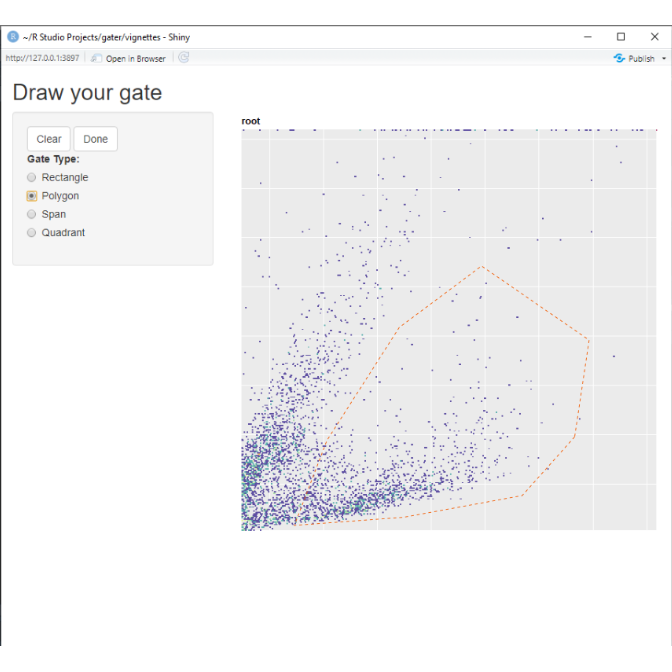 ~/R Studio Projects/gater/vignettes - Shiny
http://127.0.0.1:3897 Open in Browser Publish
Draw your gate
root
Clear Done
Gate Type:
Rectangle
Polygon
Span
Quadrant